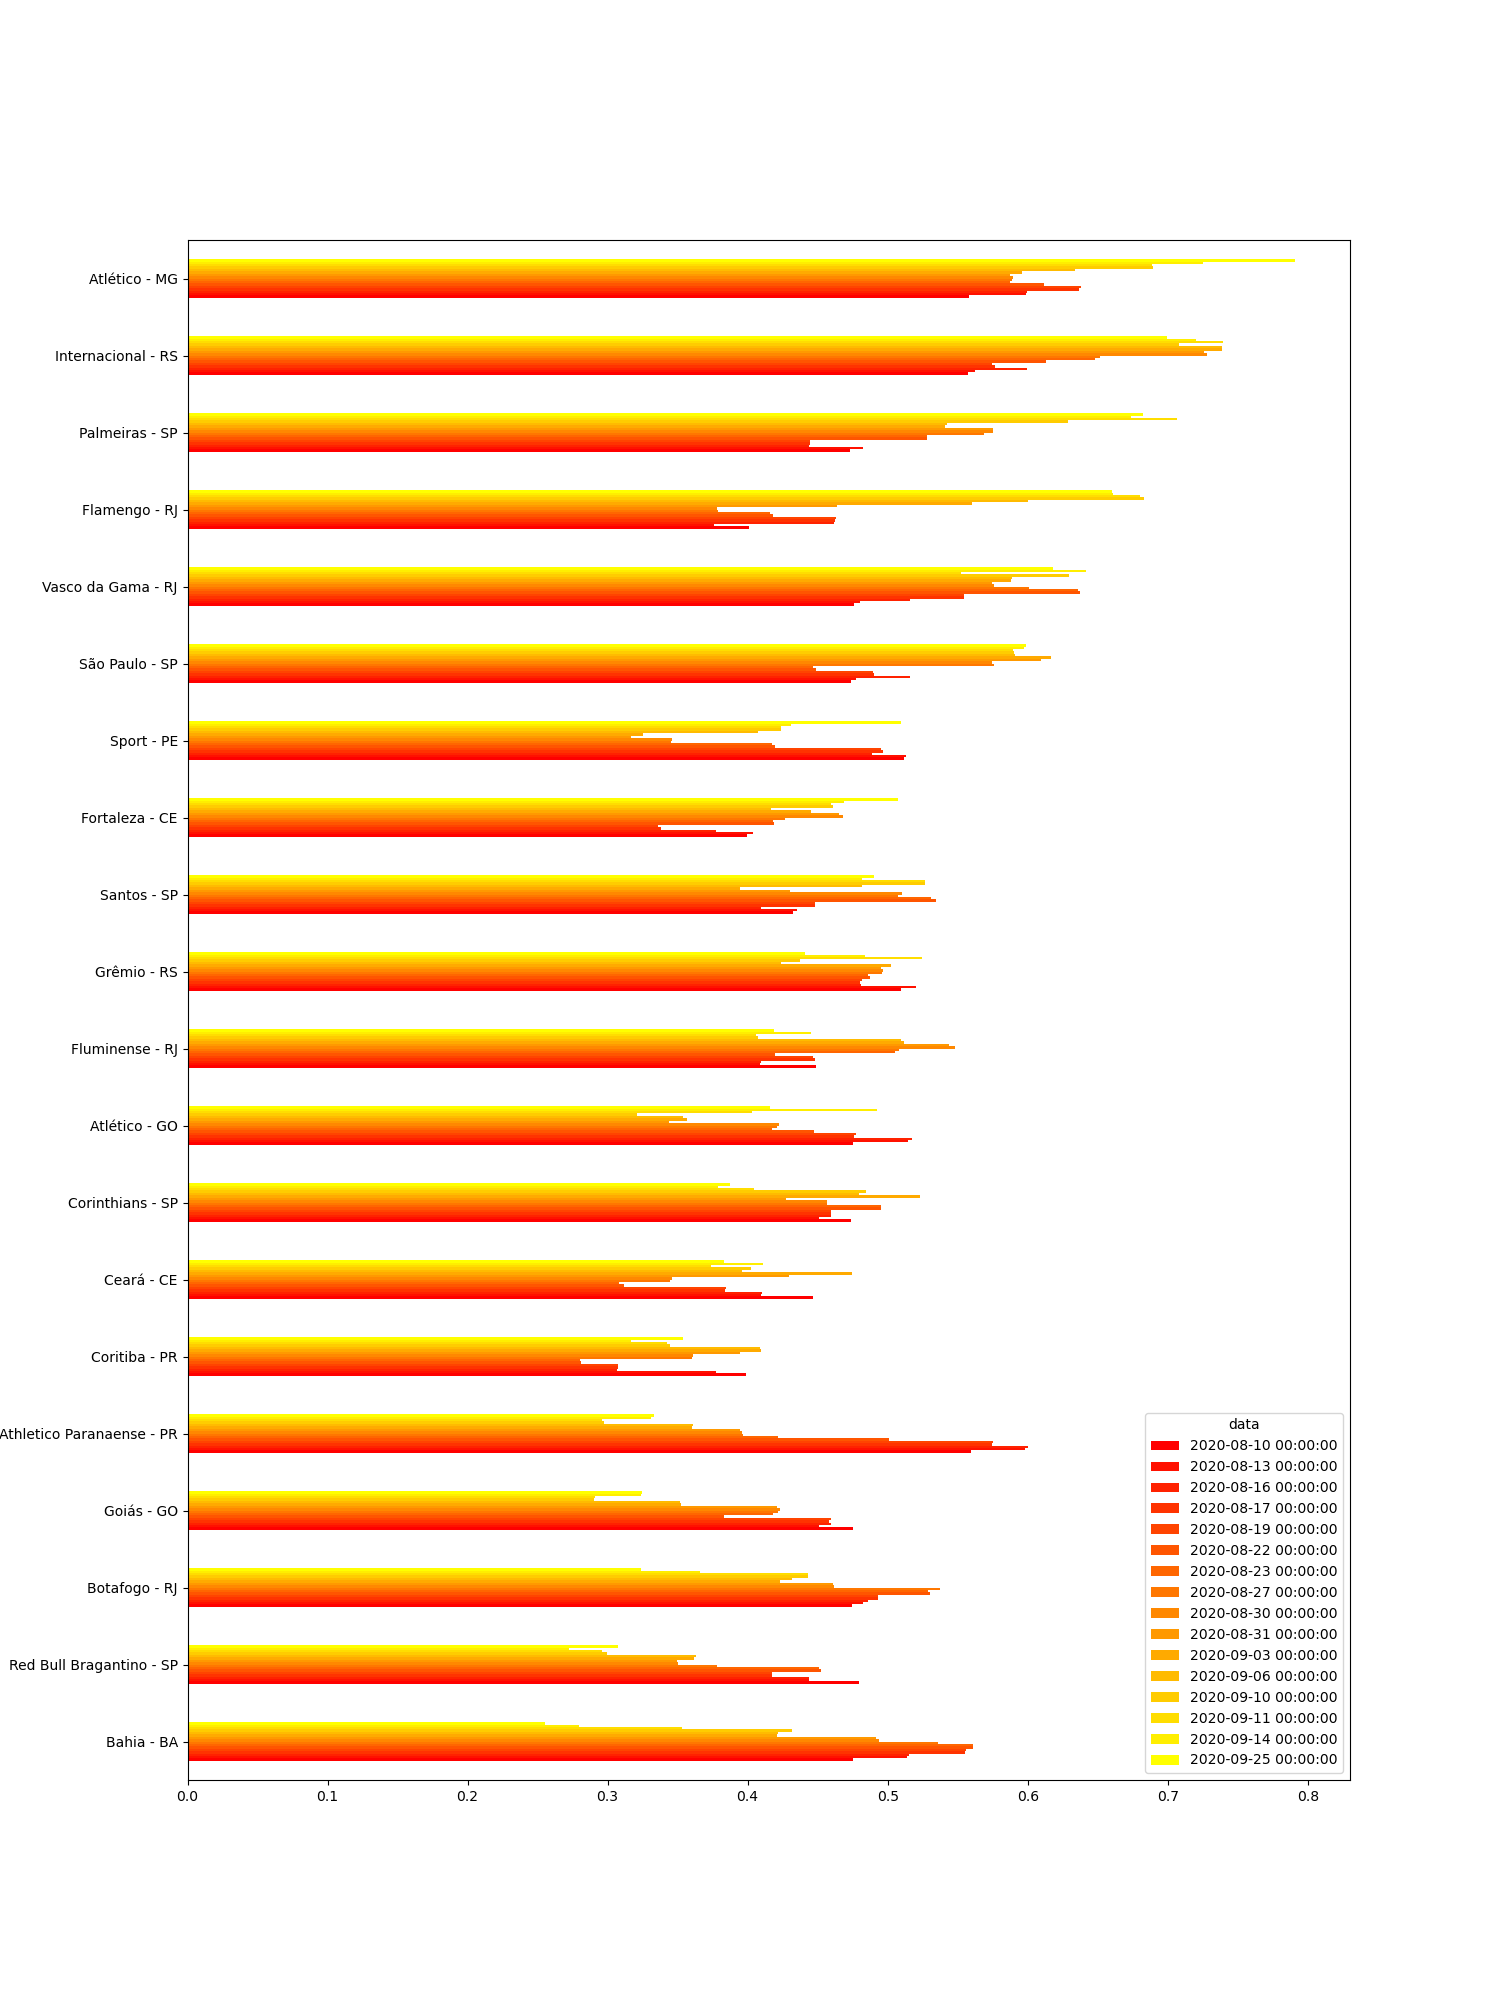 Atlético - MG
Internacional - RS
Palmeiras - SP
Flamengo - RJ
Vasco da Gama - RJ
São Paulo - SP
Sport - PE
Fortaleza - CE
Santos - SP
Grêmio - RS
Fluminense - RJ
Atlético - GO
Corinthians - SP
Ceará - CE
Coritiba - PR
Athletico Paranaense - PR
Goiás - GO
Botafogo - RJ
Red Bull Bragantino - SP
Bahia - BA
data
2020-08-10 00:00:00
2020-08-13 00:00:00
2020-08-16 00:00:00
2020-08-17 00:00:00
2020-08-19 00:00:00
2020-08-22 00:00:00
2020-08-23 00:00:00
2020-08-27 00:00:00
2020-08-30 00:00:00
2020-08-31 00:00:00
2020-09-03 00:00:00
2020-09-06 00:00:00
2020-09-10 00:00:00
2020-09-11 00:00:00
2020-09-14 00:00:00
2020-09-25 00:00:00
0.0 0.1 0.2 0.3 0.4 0.5 0.6 0.7 0.8